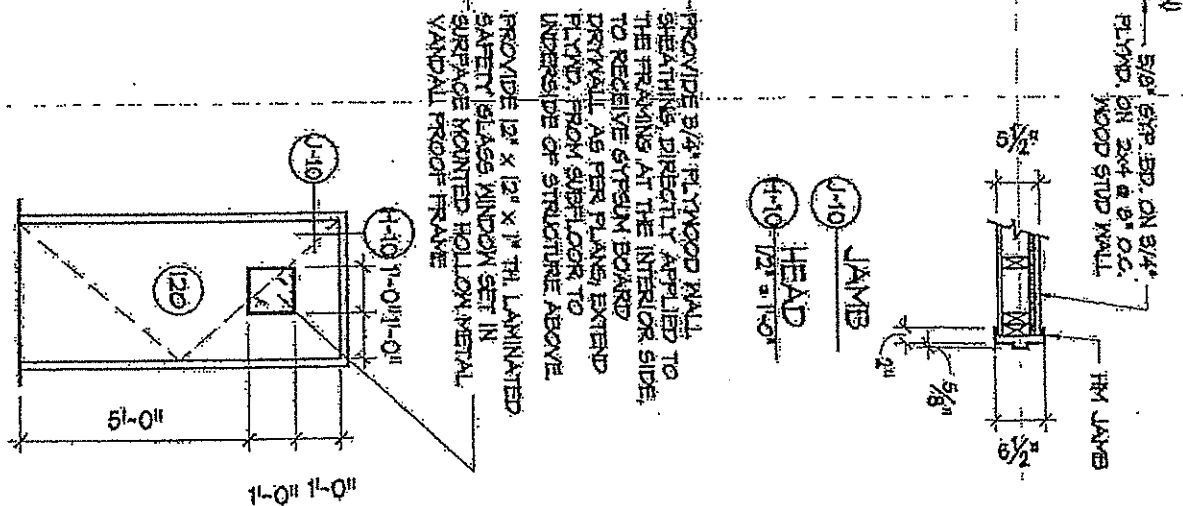 5/8" GYP. BD. ON 3/4"
PLYWD. ON 2x4 @ 8" O.C.
WOOD STUD WALL
5 1/2"
HM JAMB
2"
5/8"
6 1/2"
J-10 JAMB
H-10 HEAD
1/2" = 1'-0"
PROVIDE 3/4" PLYWOOD WALL
SHEATHING DIRECTLY APPLIED TO
THE FRAMING AT THE INTERIOR SIDE,
TO RECEIVE GYPSUM BOARD
DRYWALL AS PER PLANS, EXTEND
PLYWD. FROM SUBFLOOR TO
UNDERSIDE OF STRUCTURE ABOVE.
PROVIDE 12" X 12" X 1" TH. LAMINATED
SAFETY GLASS WINDOW SET IN
SURFACE MOUNTED HOLLOW METAL
VANDALL PROOF FRAME
J-10
H-10
1'-0"
1'-0"
120
5'-0"
1'-0"
1'-0"